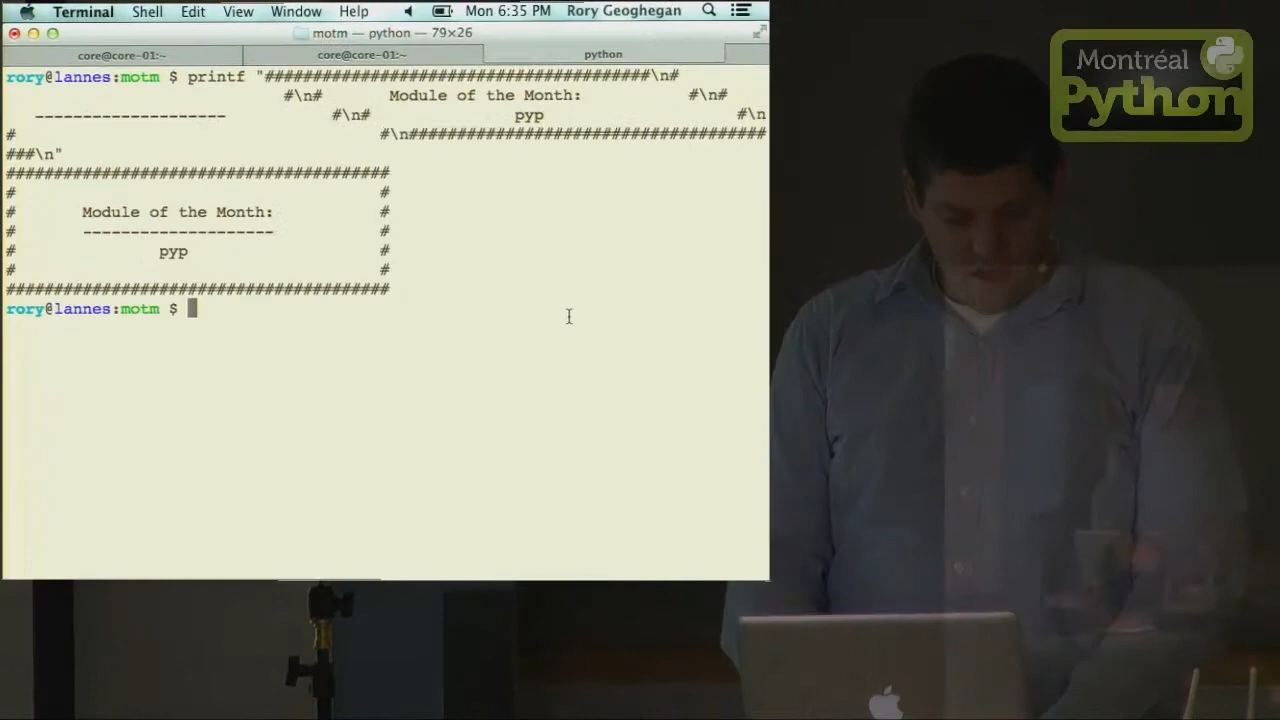 Terminal Shell Edit View Window Help Mon 6:35 PM Rory Geoghegan
motm — python — 79×26
core@core-01:~ core@core-01:~ python
rory@lannes:motm $ printf "########################################\n#
#\n# Module of the Month: #\n#
-------------------- #\n# pyp #\n
# #\n#####################################
###\n"
########################################
# #
# Module of the Month: #
# -------------------- #
# pyp #
# #
########################################
rory@lannes:motm $
Montréal
Python